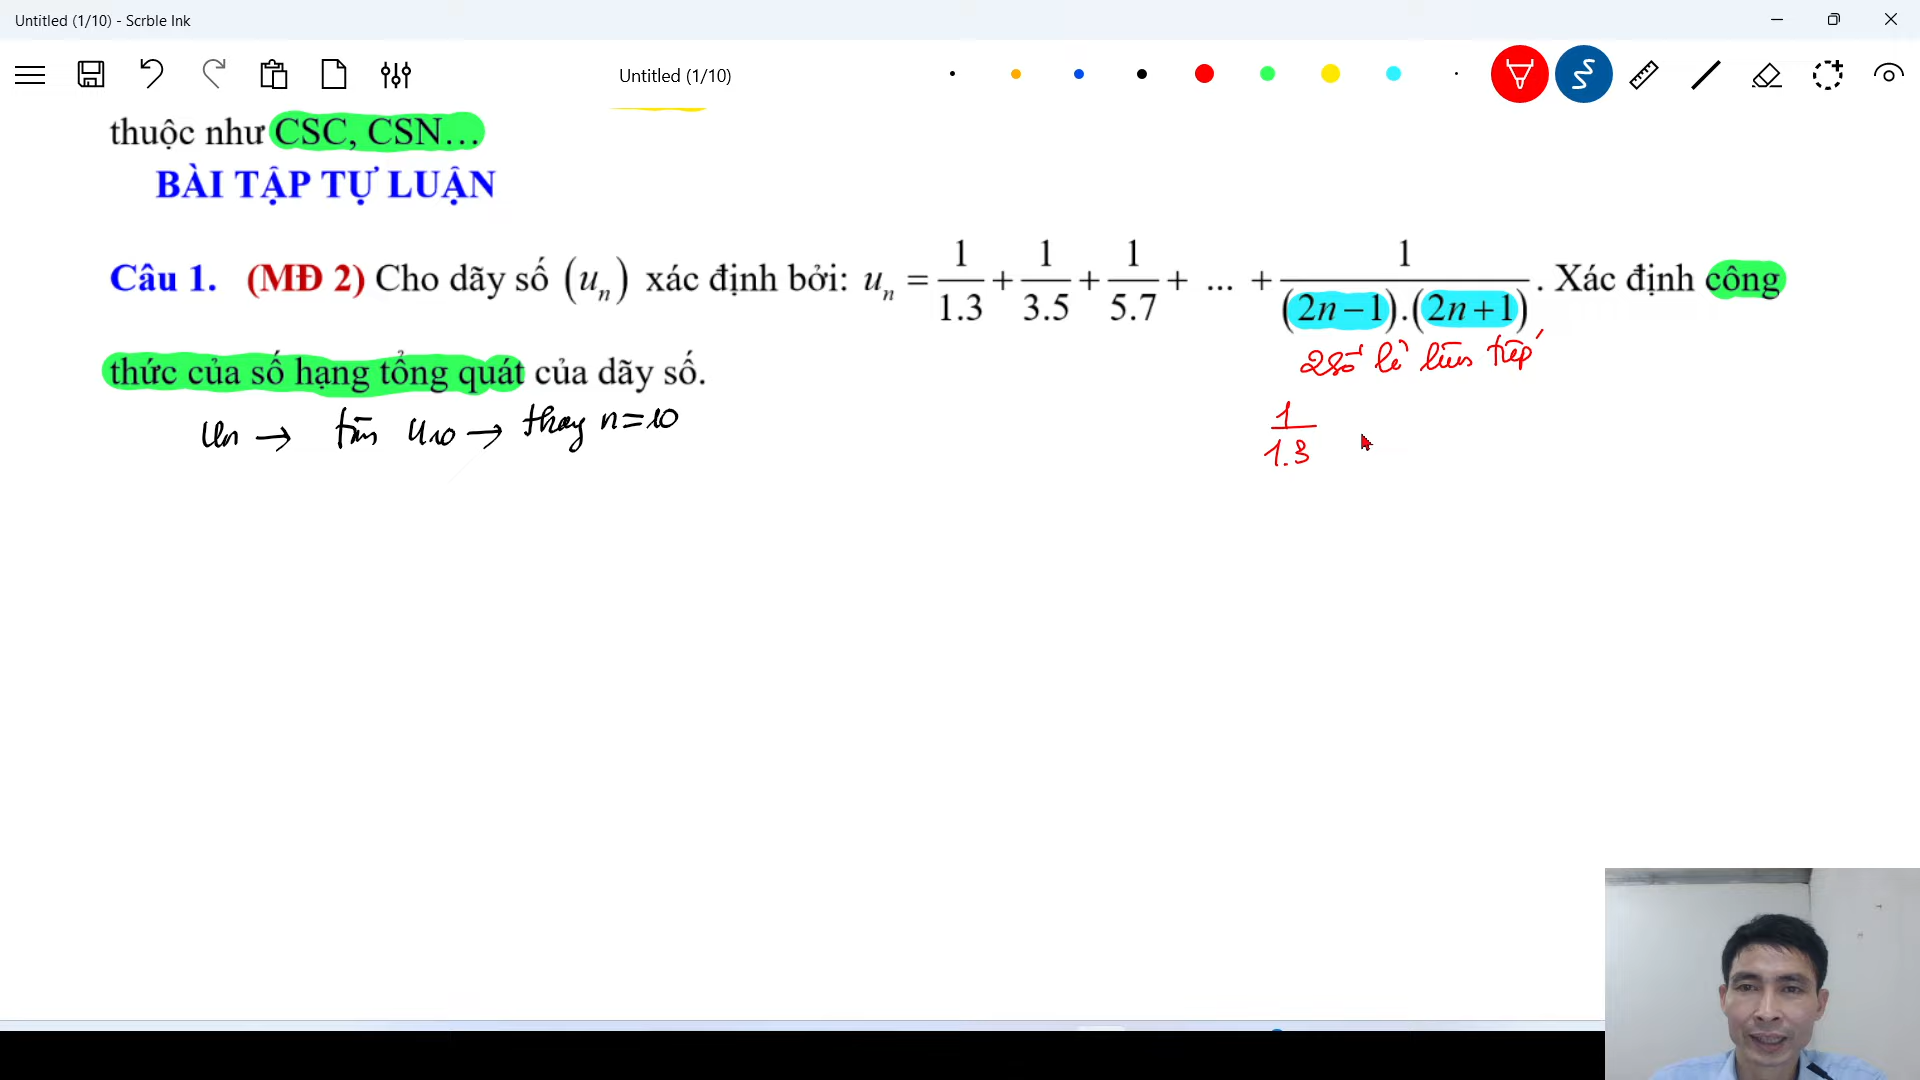 Untitled (1/10) - Scrble Ink
Untitled (1/10)
thuộc như CSC, CSN…
BÀI TẬP TỰ LUẬN
Câu 1. (MĐ 2) Cho dãy số (uₙ) xác định bởi: uₙ = 1/1.3 + 1/3.5 + 1/5.7 + ... + 1/(2n−1).(2n+1). Xác định công
thức của số hạng tổng quát của dãy số.
2 số lẻ liên tiếp
un → tìm u10 → thay n=10
1/1.3